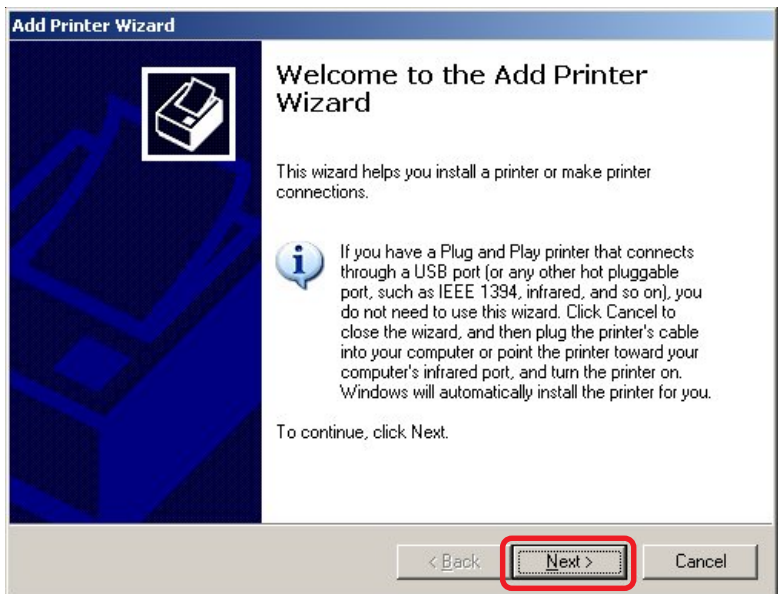 Add Printer Wizard
Welcome to the Add Printer
Wizard
This wizard helps you install a printer or make printer
connections.
If you have a Plug and Play printer that connects
through a USB port (or any other hot pluggable
port, such as IEEE 1394, infrared, and so on), you
do not need to use this wizard. Click Cancel to
close the wizard, and then plug the printer's cable
into your computer or point the printer toward your
computer's infrared port, and turn the printer on.
Windows will automatically install the printer for you.
To continue, click Next.
< Back
Next >
Cancel